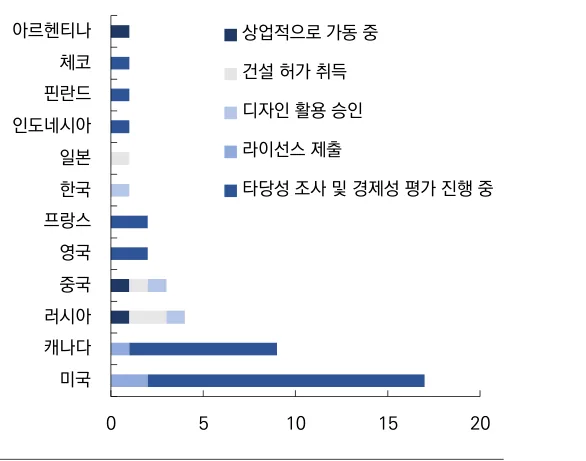 아르헨티나
체코
핀란드
인도네시아
일본
한국
프랑스
영국
중국
러시아
캐나다
미국
상업적으로 가동 중
건설 허가 취득
디자인 활용 승인
라이선스 제출
타당성 조사 및 경제성 평가 진행 중
0 5 10 15 20